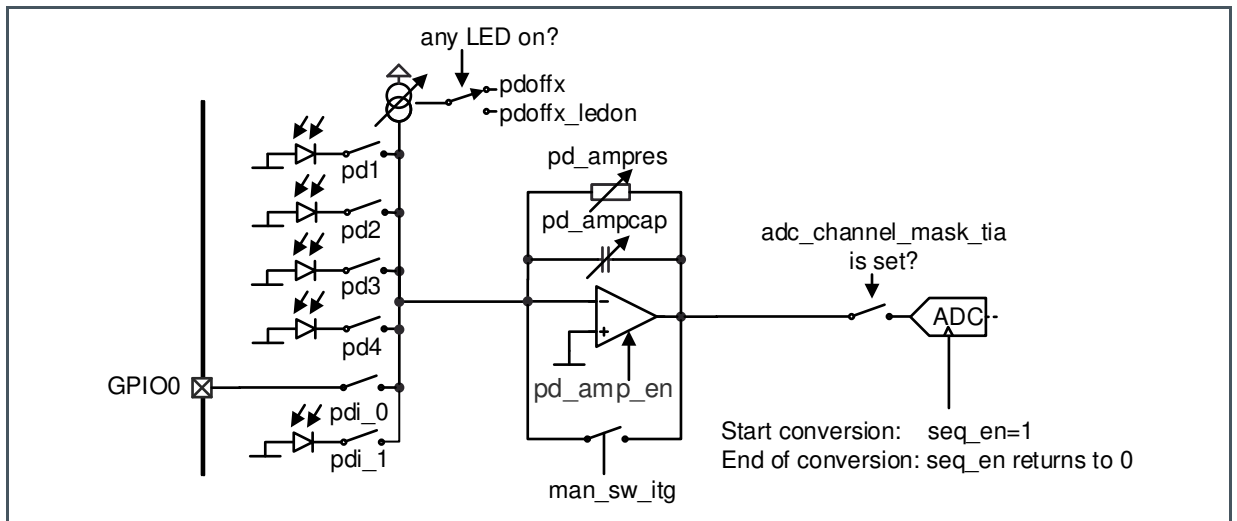 any LED on?
pdoffx
pdoffx_ledon
pd1
pd2
pd3
pd4
GPIO0
pdi_0
pdi_1
pd_ampres
pd_ampcap
−
+
pd_amp_en
man_sw_itg
adc_channel_mask_tia
is set?
ADC
Start conversion: seq_en=1
End of conversion: seq_en returns to 0